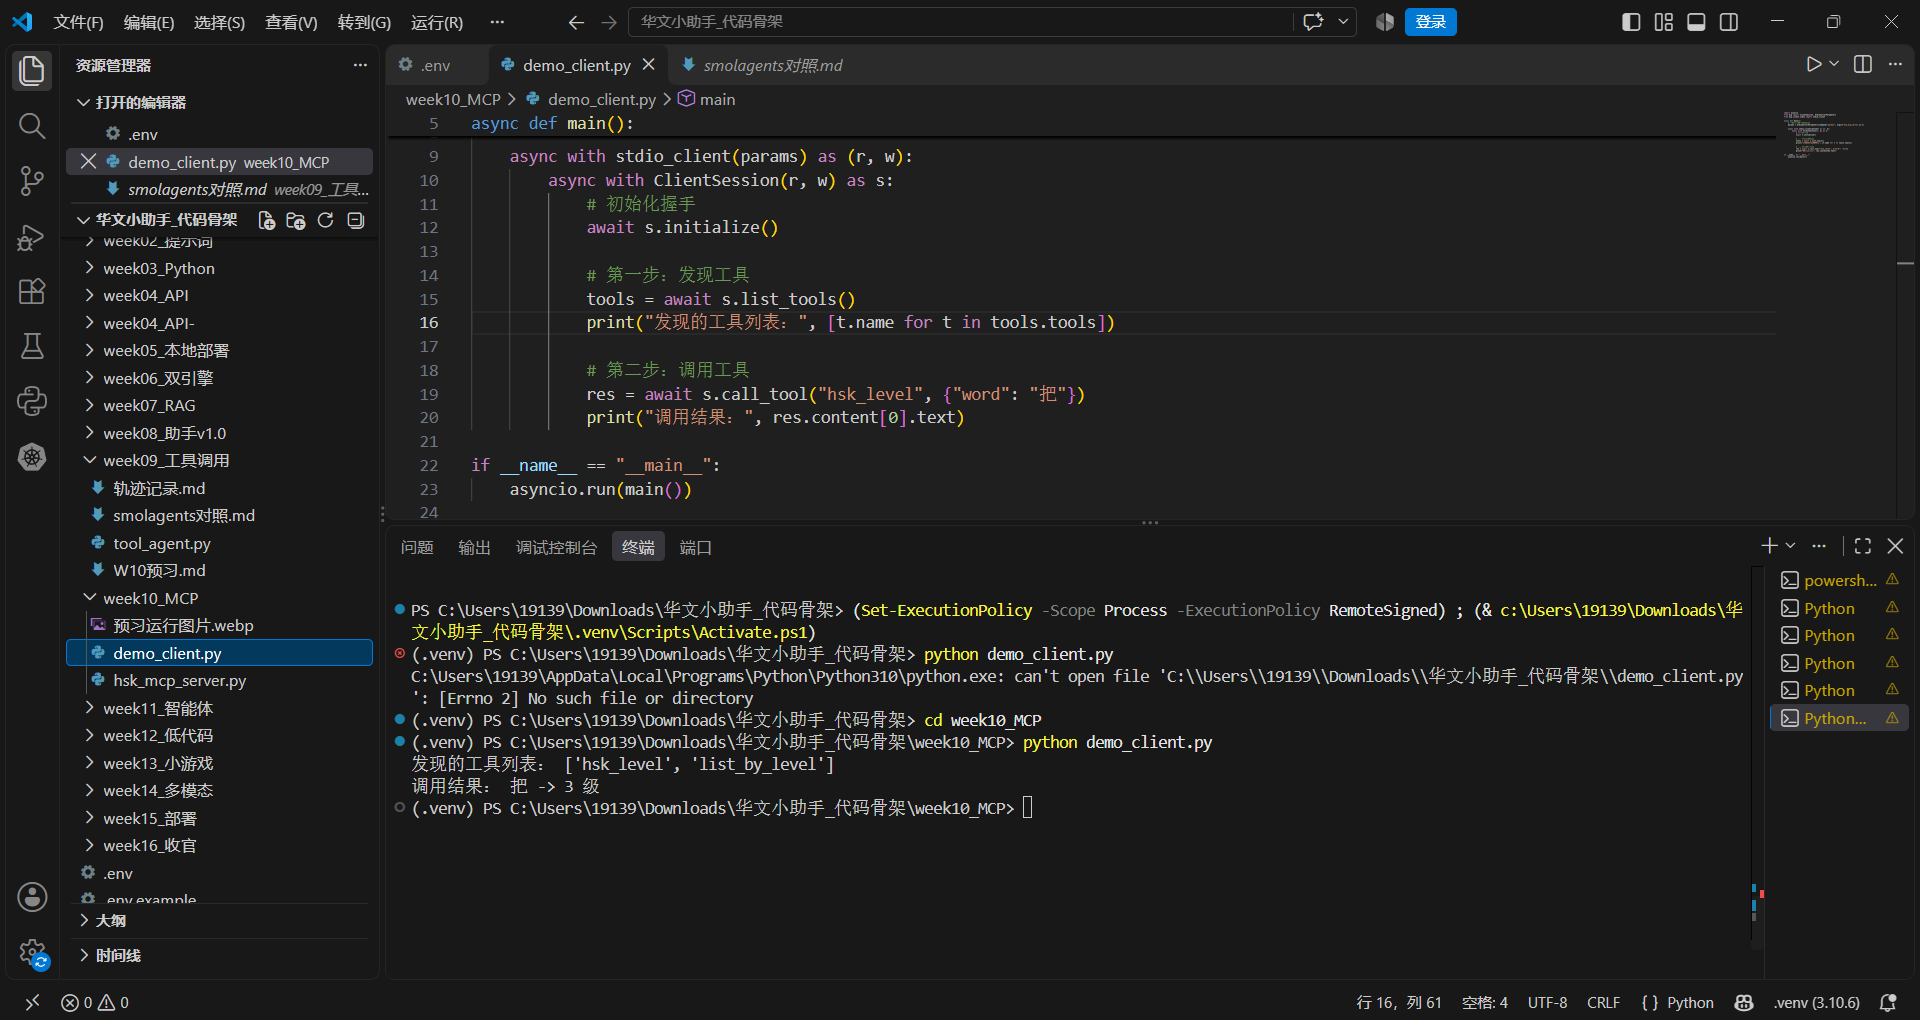 文件(F) 编辑(E) 选择(S) 查看(V) 转到(G) 运行(R) ··· 华文小助手_代码骨架 登录
资源管理器 ···
打开的编辑器
.env
demo_client.py week10_MCP
smolagents对照.md week09_工具...
华文小助手_代码骨架
week02_提示词
week03_Python
week04_API
week04_API-
week05_本地部署
week06_双引擎
week07_RAG
week08_助手v1.0
week09_工具调用
轨迹记录.md
smolagents对照.md
tool_agent.py
W10预习.md
week10_MCP
预习运行图片.webp
demo_client.py
hsk_mcp_server.py
week11_智能体
week12_低代码
week13_小游戏
week14_多模态
week15_部署
week16_收官
.env
.env.example
大纲
时间线
.env demo_client.py smolagents对照.md
week10_MCP > demo_client.py > main
5 async def main():
9 async with stdio_client(params) as (r, w):
10 async with ClientSession(r, w) as s:
11 # 初始化握手
12 await s.initialize()
13
14 # 第一步：发现工具
15 tools = await s.list_tools()
16 print("发现的工具列表：", [t.name for t in tools.tools])
17
18 # 第二步：调用工具
19 res = await s.call_tool("hsk_level", {"word": "把"})
20 print("调用结果：", res.content[0].text)
21
22 if __name__ == "__main__":
23 asyncio.run(main())
24
问题 输出 调试控制台 终端 端口
PS C:\Users\19139\Downloads\华文小助手_代码骨架> (Set-ExecutionPolicy -Scope Process -ExecutionPolicy RemoteSigned) ; (& c:\Users\19139\Downloads\华
文小助手_代码骨架\.venv\Scripts\Activate.ps1)
(.venv) PS C:\Users\19139\Downloads\华文小助手_代码骨架> python demo_client.py
C:\Users\19139\AppData\Local\Programs\Python\Python310\python.exe: can't open file 'C:\\Users\\19139\\Downloads\\华文小助手_代码骨架\\demo_client.py
': [Errno 2] No such file or directory
(.venv) PS C:\Users\19139\Downloads\华文小助手_代码骨架> cd week10_MCP
(.venv) PS C:\Users\19139\Downloads\华文小助手_代码骨架\week10_MCP> python demo_client.py
发现的工具列表： ['hsk_level', 'list_by_level']
调用结果： 把 -> 3 级
(.venv) PS C:\Users\19139\Downloads\华文小助手_代码骨架\week10_MCP>
powersh...
Python
Python
Python
Python
Python...
0 0 行 16，列 61 空格: 4 UTF-8 CRLF { } Python .venv (3.10.6)